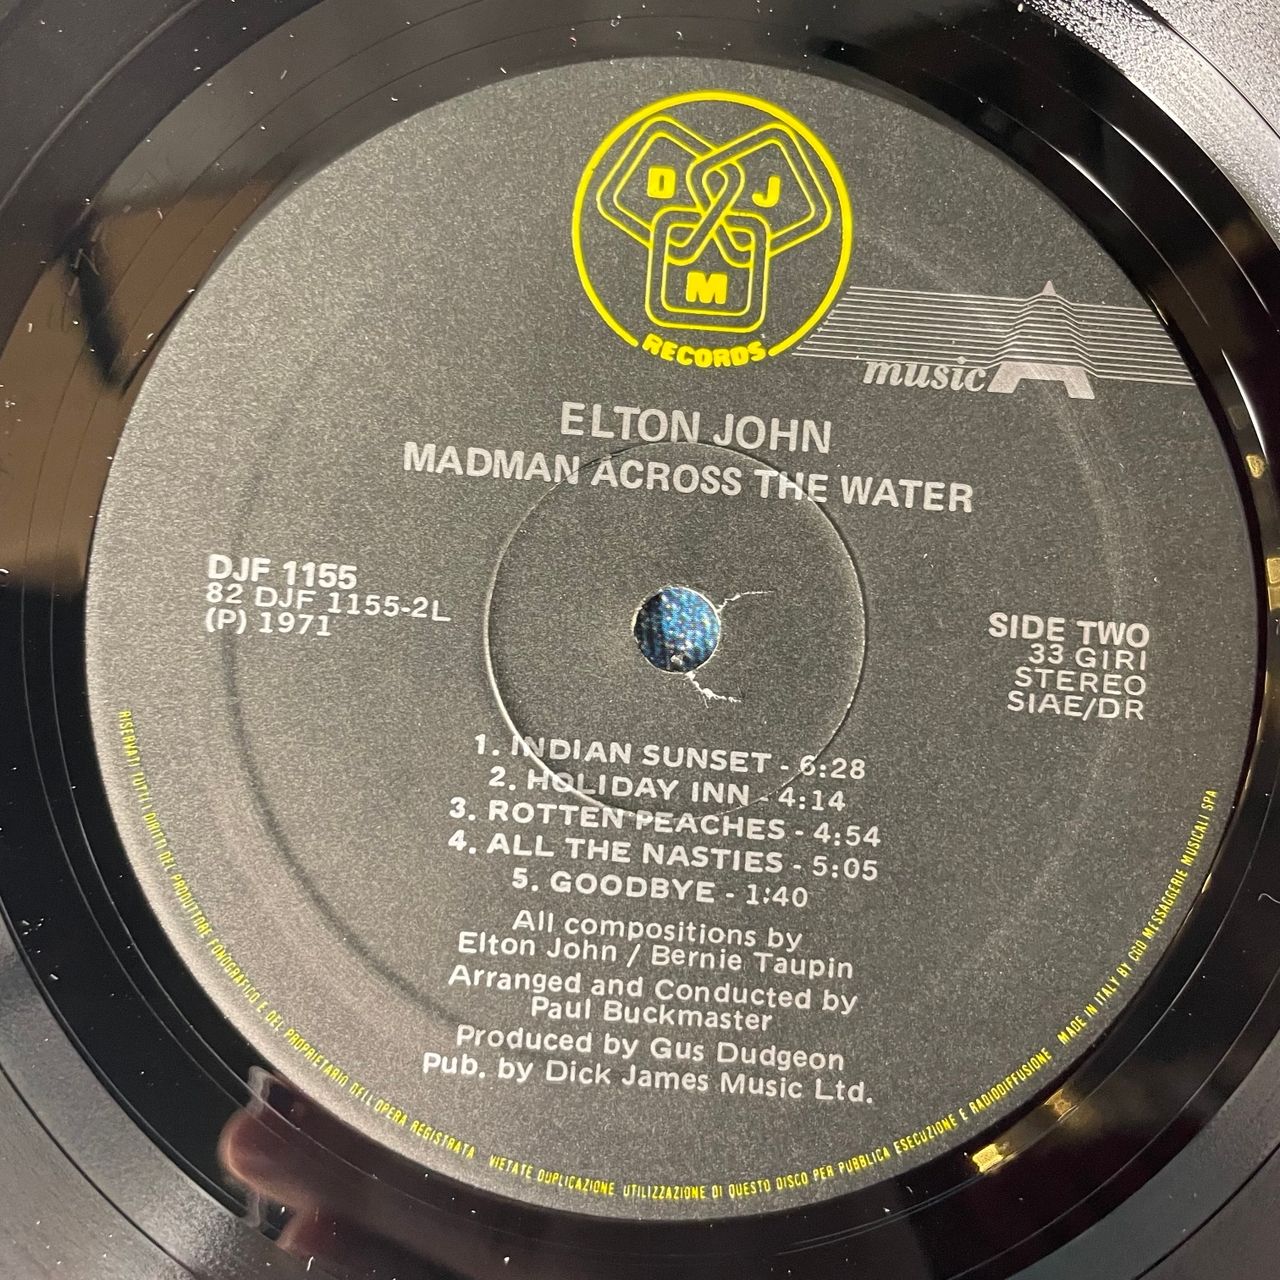 D J
M
RECORDS
music A
ELTON JOHN
MADMAN ACROSS THE WATER
DJF 1155
82 DJF 1155-2L
(P) 1971
SIDE TWO
33 GIRI
STEREO
SIAE/DR
1. INDIAN SUNSET - 6:28
2. HOLIDAY INN - 4:14
3. ROTTEN PEACHES - 4:54
4. ALL THE NASTIES - 5:05
5. GOODBYE - 1:40
All compositions by
Elton John / Bernie Taupin
Arranged and Conducted by
Paul Buckmaster
Produced by Gus Dudgeon
Pub. by Dick James Music Ltd.
RISERVATI TUTTI I DIRITTI DEL PRODUTTORE FONOGRAFICO E DEL PROPRIETARIO DELL'OPERA REGISTRATA VIETATE DUPLICAZIONE UTILIZZAZIONE DI QUESTO DISCO PER PUBBLICA ESECUZIONE E RADIODIFFUSIONE MADE IN ITALY BY CGD MESSAGGERIE MUSICALI SPA